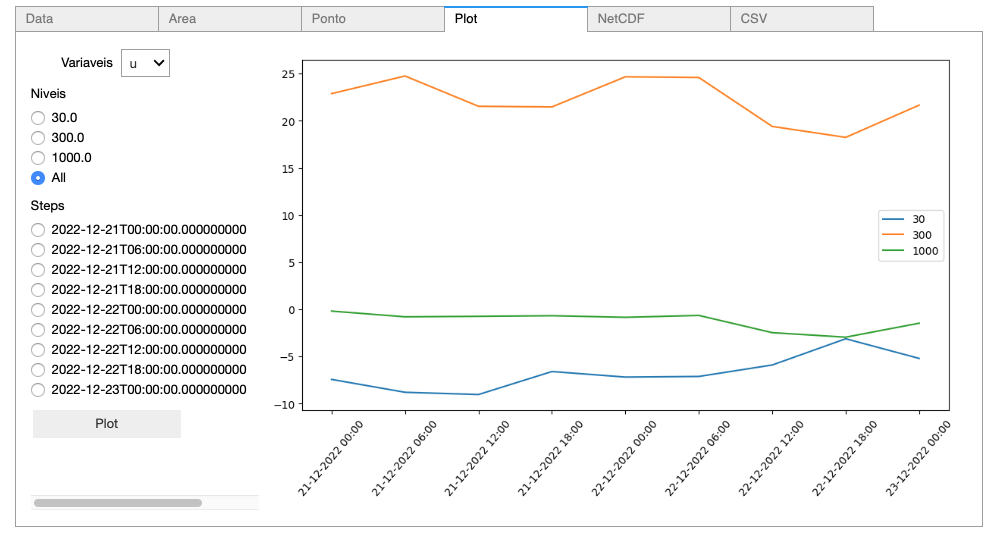 Data
Area
Ponto
Plot
NetCDF
CSV
Variaveis
u
Niveis
30.0
300.0
1000.0
All
Steps
2022-12-21T00:00:00.000000000
2022-12-21T06:00:00.000000000
2022-12-21T12:00:00.000000000
2022-12-21T18:00:00.000000000
2022-12-22T00:00:00.000000000
2022-12-22T06:00:00.000000000
2022-12-22T12:00:00.000000000
2022-12-22T18:00:00.000000000
2022-12-23T00:00:00.000000000
Plot
25
20
15
10
5
0
−5
−10
30
300
1000
21-12-2022 00:00
21-12-2022 06:00
21-12-2022 12:00
21-12-2022 18:00
22-12-2022 00:00
22-12-2022 06:00
22-12-2022 12:00
22-12-2022 18:00
23-12-2022 00:00